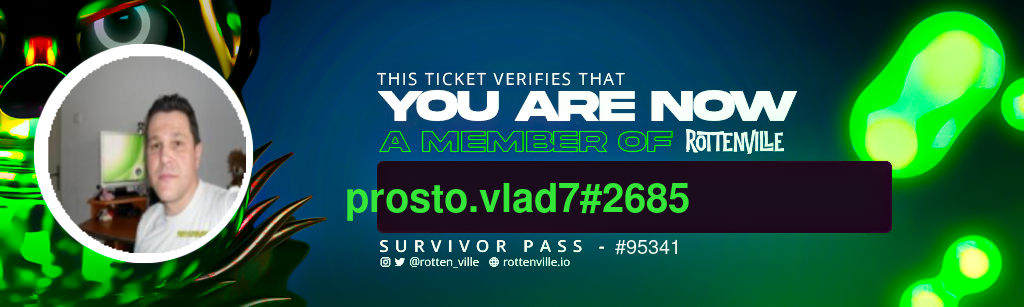 THIS TICKET VERIFIES THAT
YOU ARE NOW
A MEMBER OF ROTTENVILLE
prosto.vlad7#2685
SURVIVOR PASS - #95341
@rotten_ville rottenville.io